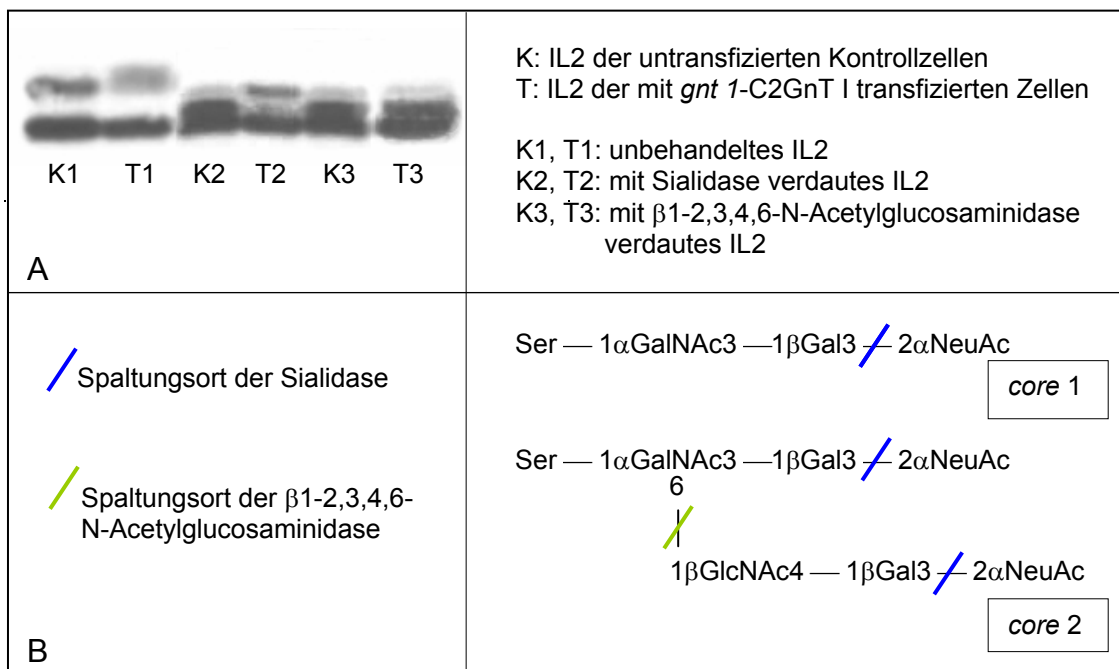 K: IL2 der untransfizierten Kontrollzellen
T: IL2 der mit gnt 1-C2GnT I transfizierten Zellen
K1, T1: unbehandeltes IL2
K2, T2: mit Sialidase verdautes IL2
K3, T3: mit β1-2,3,4,6-N-Acetylglucosaminidase
verdautes IL2
K1 T1 K2 T2 K3 T3
A
Spaltungsort der Sialidase
Spaltungsort der β1-2,3,4,6-
N-Acetylglucosaminidase
B
Ser — 1αGalNAc3 —1βGal3 — 2αNeuAc
core 1
Ser — 1αGalNAc3 —1βGal3 — 2αNeuAc
6
1βGlcNAc4 — 1βGal3 — 2αNeuAc
core 2